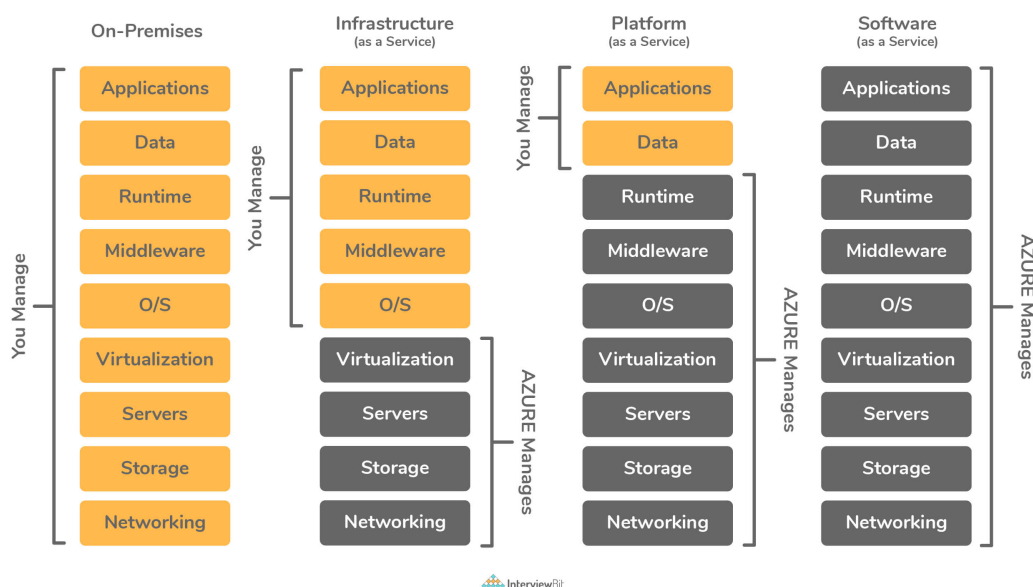 On-Premises
You Manage
Applications
Data
Runtime
Middleware
O/S
Virtualization
Servers
Storage
Networking
Infrastructure
(as a Service)
You Manage
Applications
Data
Runtime
Middleware
O/S
Virtualization
Servers
Storage
Networking
AZURE Manages
Platform
(as a Service)
You Manage
Applications
Data
Runtime
Middleware
O/S
Virtualization
Servers
Storage
Networking
AZURE Manages
Software
(as a Service)
Applications
Data
Runtime
Middleware
O/S
Virtualization
Servers
Storage
Networking
AZURE Manages
InterviewBit